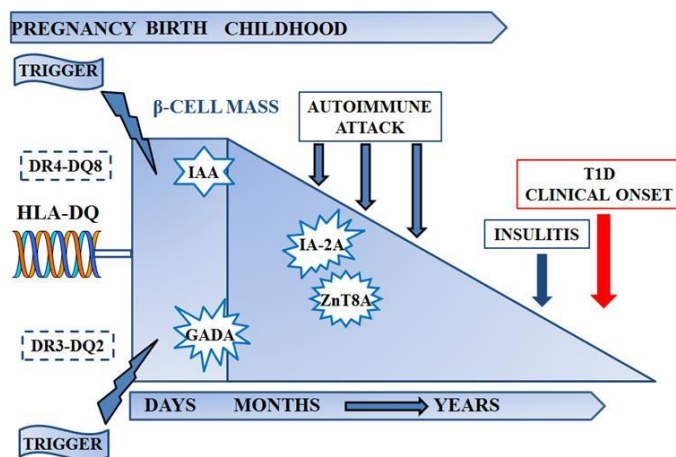 PREGNANCY BIRTH CHILDHOOD
TRIGGER
β-CELL MASS
AUTOIMMUNE
ATTACK
DR4-DQ8
IAA
T1D
CLINICAL ONSET
HLA-DQ
INSULITIS
IA-2A
ZnT8A
GADA
DR3-DQ2
DAYS MONTHS YEARS
TRIGGER